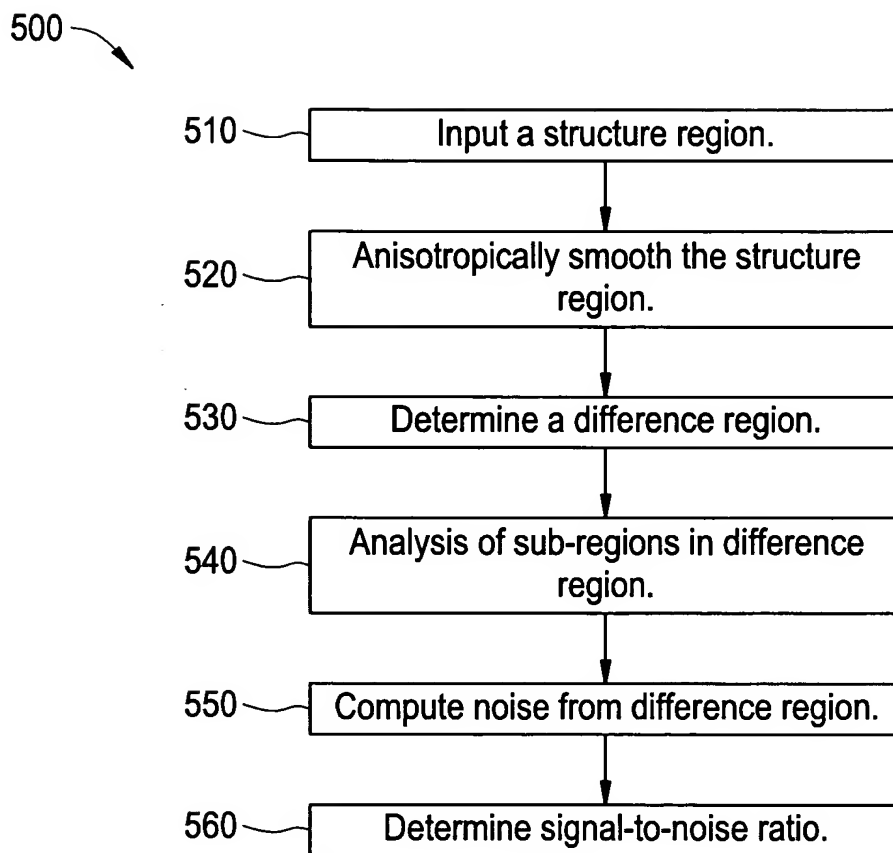 500
510
Input a structure region.
520
Anisotropically smooth the structure
region.
530
Determine a difference region.
540
Analysis of sub-regions in difference
region.
550
Compute noise from difference region.
560
Determine signal-to-noise ratio.